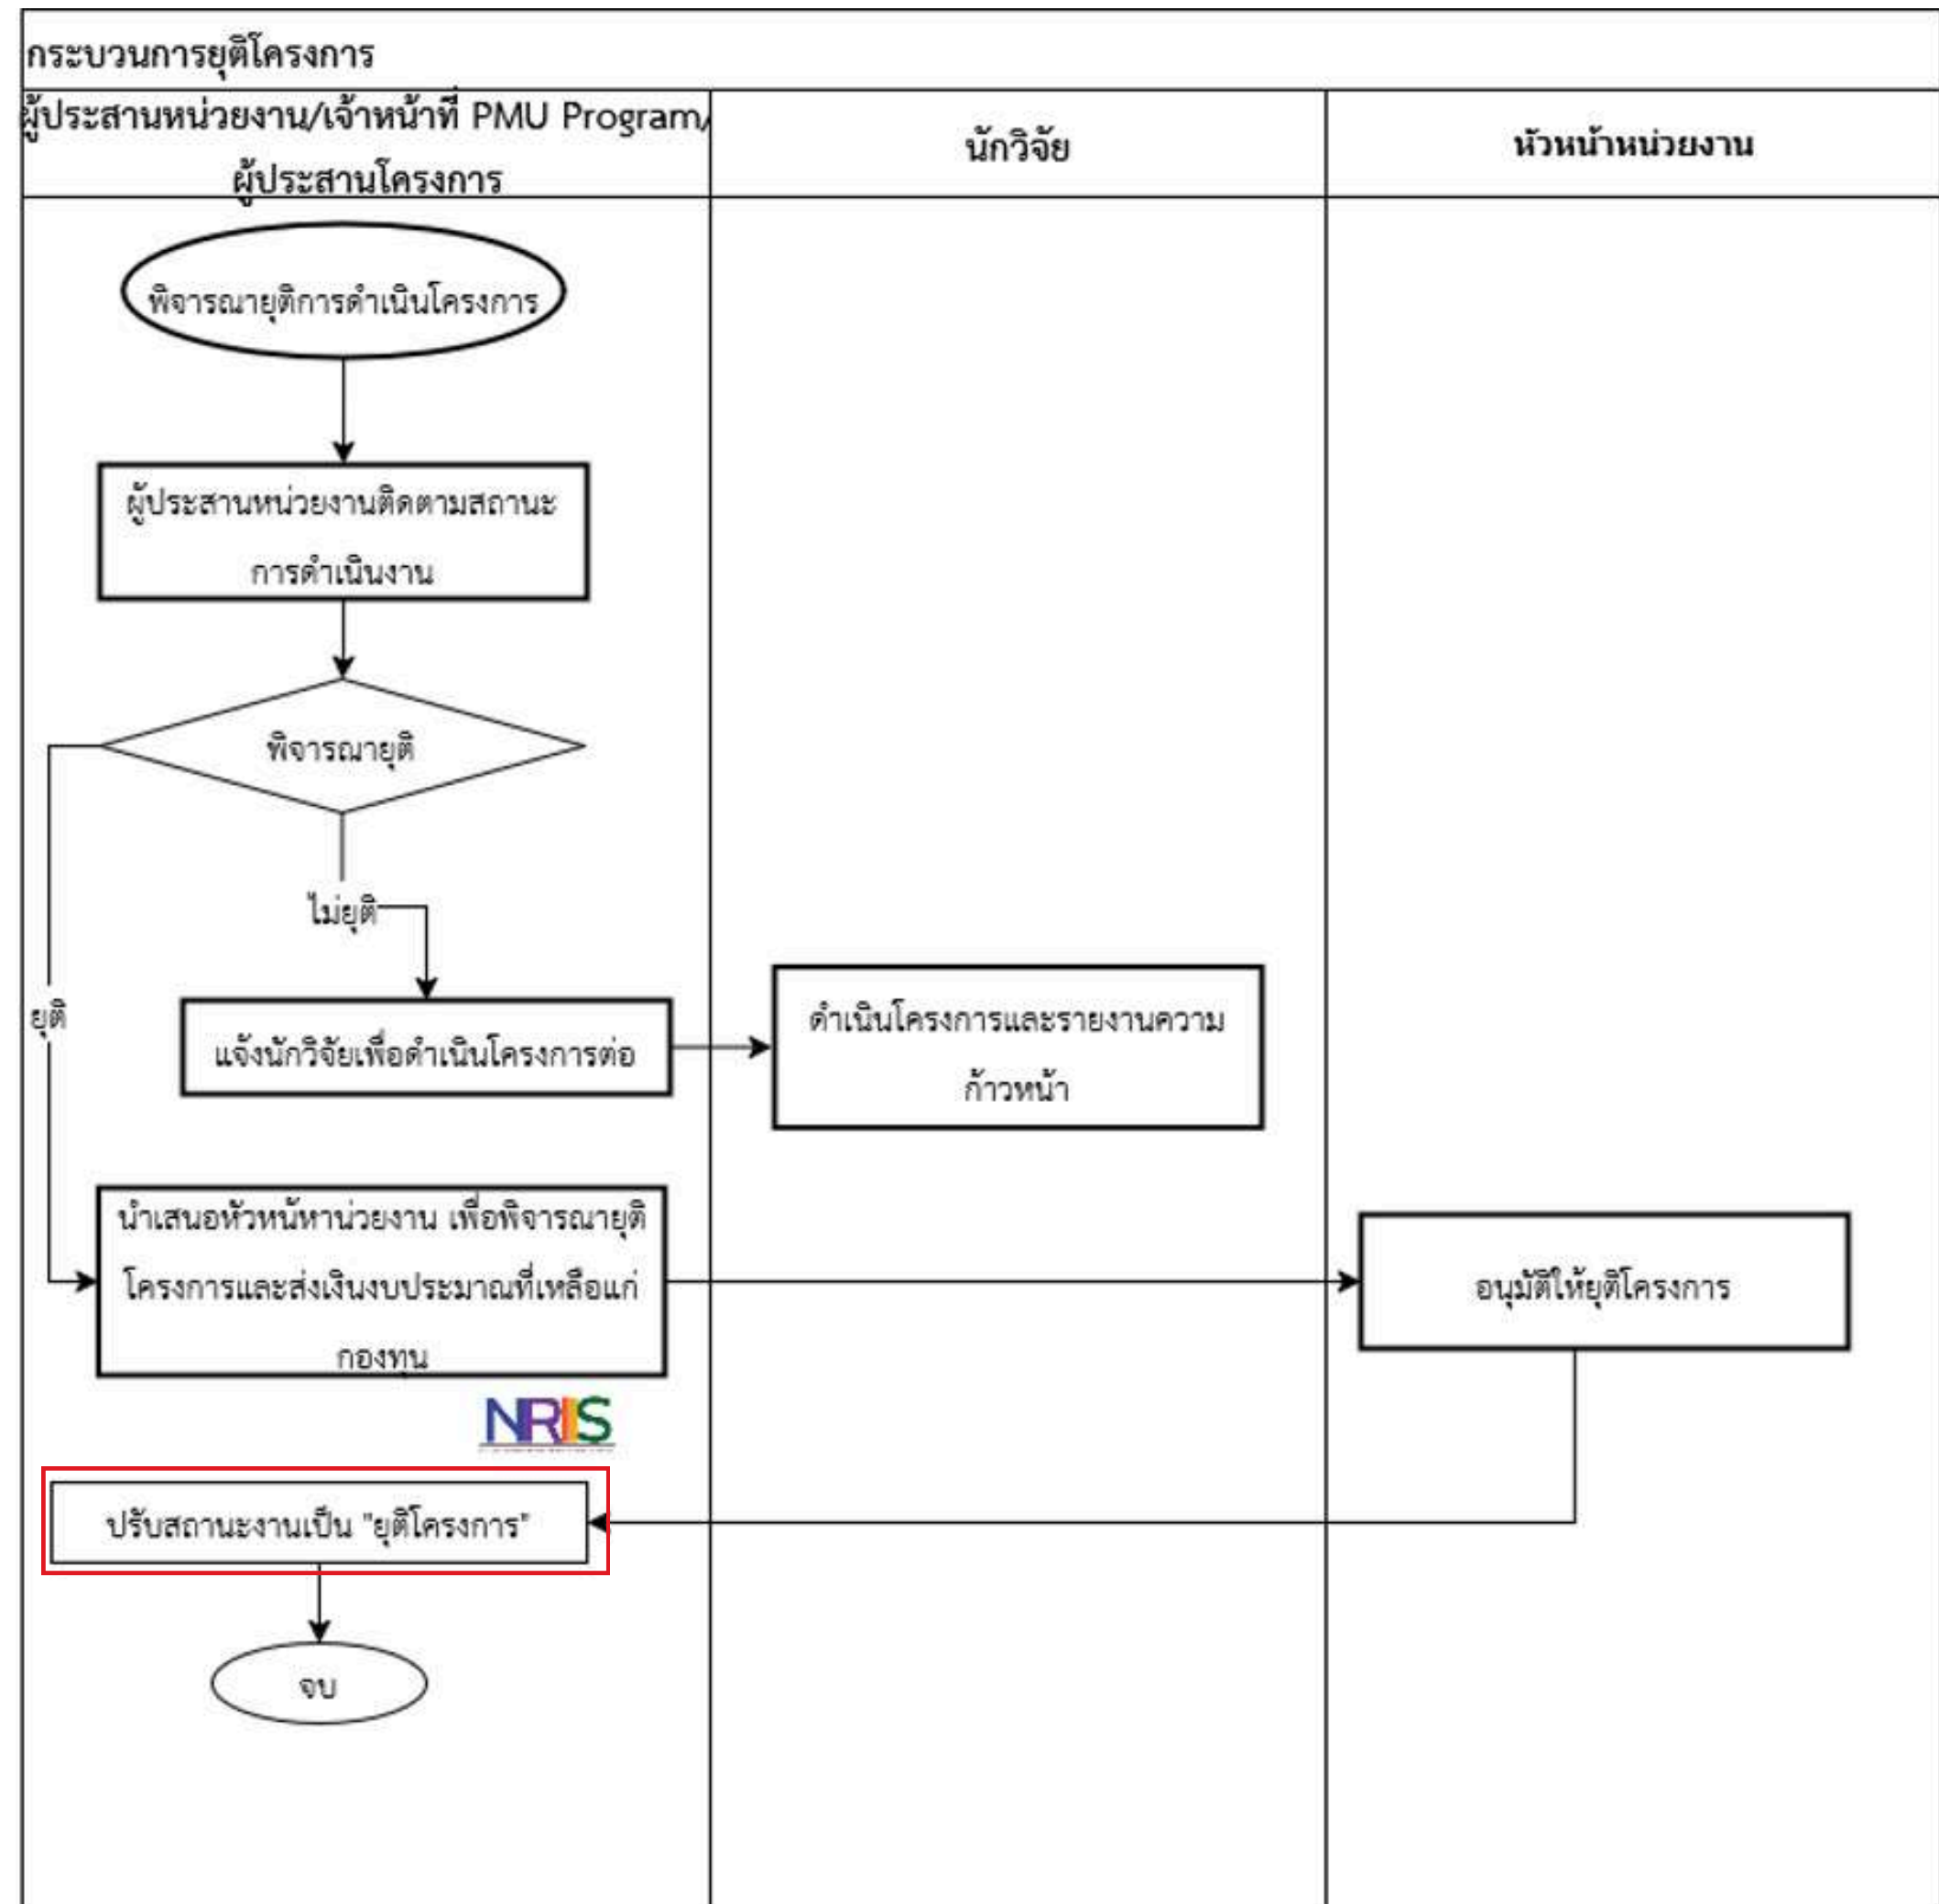 กระบวนการยุติโครงการ
ผู้ประสานหน่วยงาน/เจ้าหน้าที่ PMU Program/
ผู้ประสานโครงการ
นักวิจัย
หัวหน้าหน่วยงาน
พิจารณายุติการดำเนินโครงการ
ผู้ประสานหน่วยงานติดตามสถานะ
การดำเนินงาน
พิจารณายุติ
ไม่ยุติ
ยุติ
แจ้งนักวิจัยเพื่อดำเนินโครงการต่อ
ดำเนินโครงการและรายงานความ
ก้าวหน้า
นำเสนอหัวหน้หาน่วยงาน เพื่อพิจารณายุติ
โครงการและส่งเงินงบประมาณที่เหลือแก่
กองทุน
อนุมัติให้ยุติโครงการ
NRIIS
ปรับสถานะงานเป็น "ยุติโครงการ"
จบ